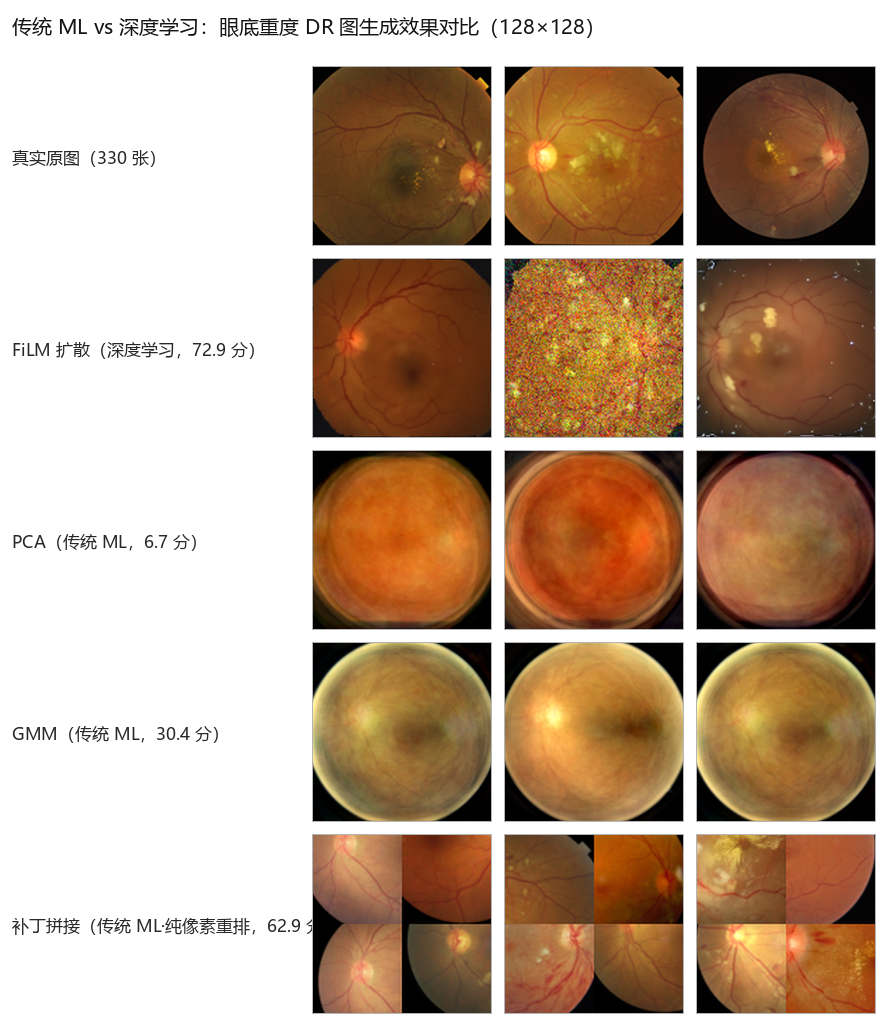 传统 ML vs 深度学习：眼底重度 DR 图生成效果对比（128×128）
真实原图（330 张）
FiLM 扩散（深度学习，72.9 分）
PCA（传统 ML，6.7 分）
GMM（传统 ML，30.4 分）
补丁拼接（传统 ML·纯像素重排，62.9